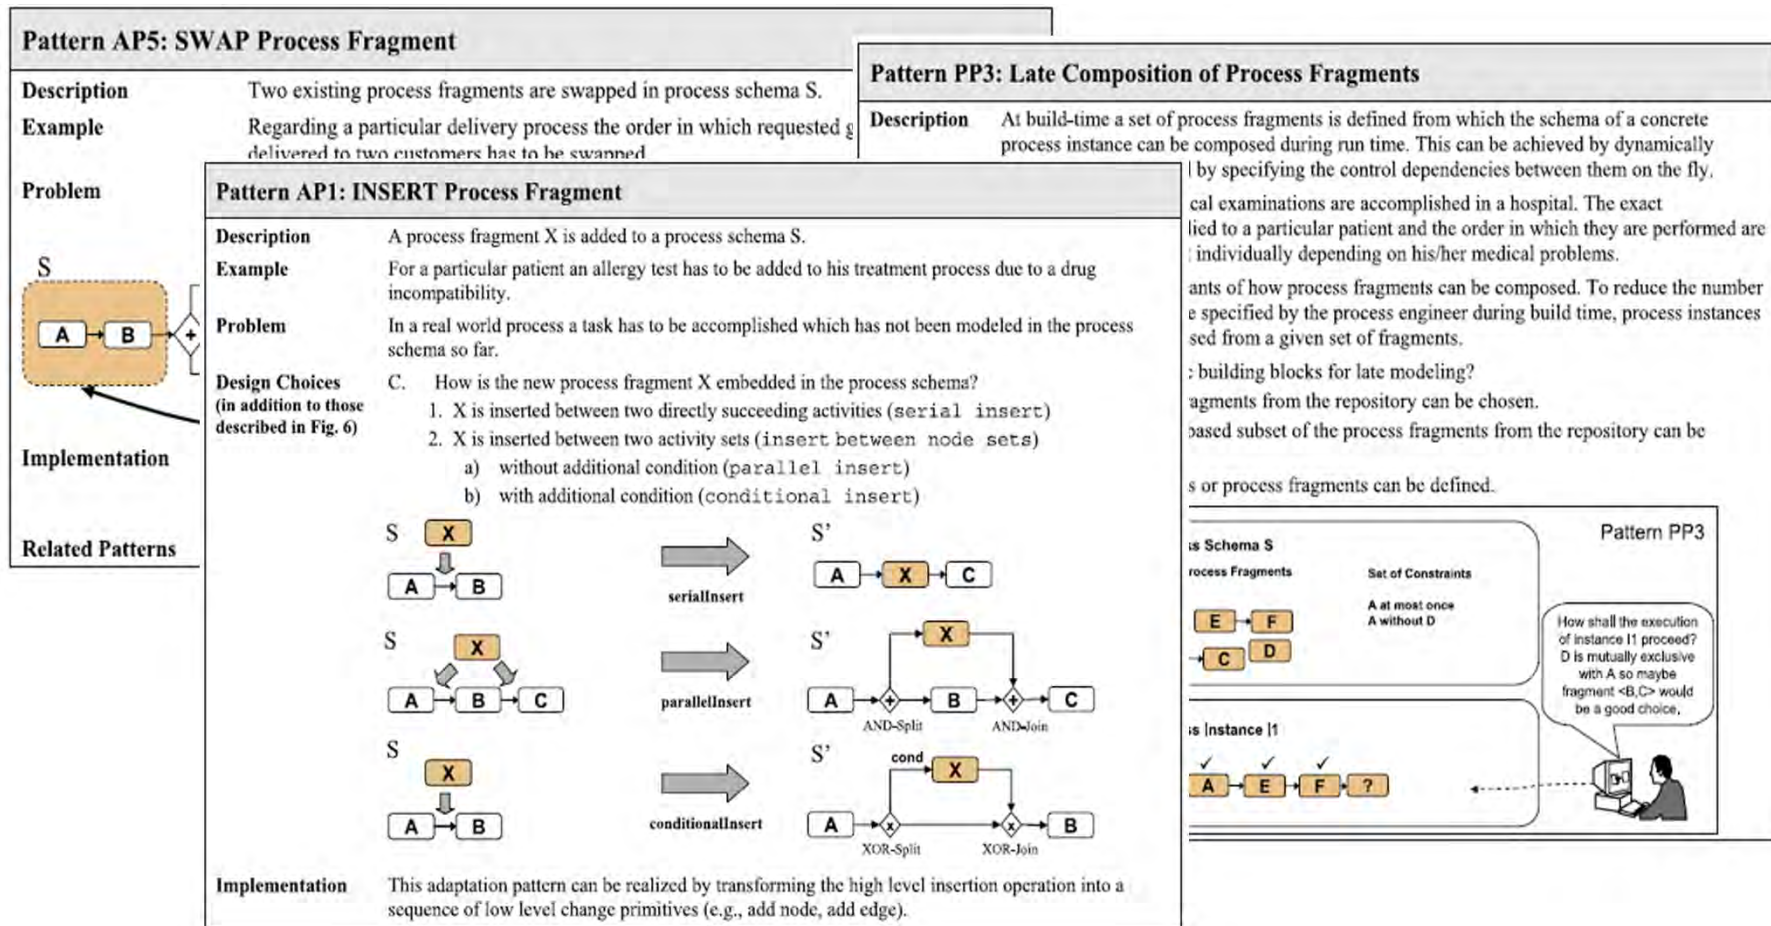 Pattern AP5: SWAP Process Fragment
Description Two existing process fragments are swapped in process schema S.
Example Regarding a particular delivery process the order in which requested
delivered to two customers has to be swapped
Problem
S
A B +
Implementation
Related Patterns
Pattern PP3: Late Composition of Process Fragments
Description At build-time a set of process fragments is defined from which the schema of a concrete
process instance can be composed during run time. This can be achieved by dynamically
by specifying the control dependencies between them on the fly.
cal examinations are accomplished in a hospital. The exact
lied to a particular patient and the order in which they are performed are
individually depending on his/her medical problems.
ants of how process fragments can be composed. To reduce the number
e specified by the process engineer during build time, process instances
sed from a given set of fragments.
building blocks for late modeling?
agments from the repository can be chosen.
based subset of the process fragments from the repository can be
s or process fragments can be defined.
Pattern PP3
ss Schema S
rocess Fragments Set of Constraints
A at most once
A without D
E F
C D
How shall the execution
of instance I1 proceed?
D is mutually exclusive
with A so maybe
fragment <B,C> would
be a good choice.
ss Instance I1
A E F ?
Pattern AP1: INSERT Process Fragment
Description A process fragment X is added to a process schema S.
Example For a particular patient an allergy test has to be added to his treatment process due to a drug
incompatibility.
Problem In a real world process a task has to be accomplished which has not been modeled in the process
schema so far.
Design Choices C. How is the new process fragment X embedded in the process schema?
(in addition to those 1. X is inserted between two directly succeeding activities (serial insert)
described in Fig. 6) 2. X is inserted between two activity sets (insert between node sets)
a) without additional condition (parallel insert)
b) with additional condition (conditional insert)
S X S'
A B serialInsert A X C
S X S' X
A B C parallelInsert A + B + C
AND-Split AND-Join
S X S' cond X
A B conditionalInsert A x x B
XOR-Split XOR-Join
Implementation This adaptation pattern can be realized by transforming the high level insertion operation into a
sequence of low level change primitives (e.g., add node, add edge).